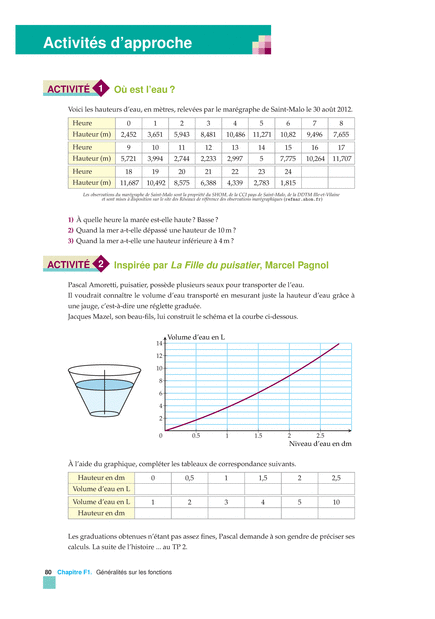 Activités d'approche
ACTIVITÉ 1 Où est l'eau ?
Voici les hauteurs d'eau, en mètres, relevées par le marégraphe de Saint-Malo le 30 août 2012.
Heure 0 1 2 3 4 5 6 7 8
Hauteur (m) 2,452 3,651 5,943 8,481 10,486 11,271 10,82 9,496 7,655
Heure 9 10 11 12 13 14 15 16 17
Hauteur (m) 5,721 3,994 2,744 2,233 2,997 5 7,775 10,264 11,707
Heure 18 19 20 21 22 23 24
Hauteur (m) 11,687 10,492 8,575 6,388 4,339 2,783 1,815
Les observations du marégraphe de Saint-Malo sont la propriété du SHOM, de la CCI pays de Saint-Malo, de la DDTM Ille-et-Vilaine
et sont mises à disposition sur le site des Réseaux de référence des observations marégraphiques (refmar.shom.fr)
1) À quelle heure la marée est-elle haute ? Basse ?
2) Quand la mer a-t-elle dépassé une hauteur de 10 m ?
3) Quand la mer a-t-elle une hauteur inférieure à 4 m ?
ACTIVITÉ 2 Inspirée par La Fille du puisatier, Marcel Pagnol
Pascal Amoretti, puisatier, possède plusieurs seaux pour transporter de l'eau.
Il voudrait connaître le volume d'eau transporté en mesurant juste la hauteur d'eau grâce à
une jauge, c'est-à-dire une réglette graduée.
Jacques Mazel, son beau-fils, lui construit le schéma et la courbe ci-dessous.
Volume d'eau en L
14
12
10
8
6
4
2
0 0.5 1 1.5 2 2.5
Niveau d'eau en dm
À l'aide du graphique, compléter les tableaux de correspondance suivants.
Hauteur en dm 0 0,5 1 1,5 2 2,5
Volume d'eau en L
Volume d'eau en L 1 2 3 4 5 10
Hauteur en dm
Les graduations obtenues n'étant pas assez fines, Pascal demande à son gendre de préciser ses
calculs. La suite de l'histoire ... au TP 2.
80 Chapitre F1. Généralités sur les fonctions